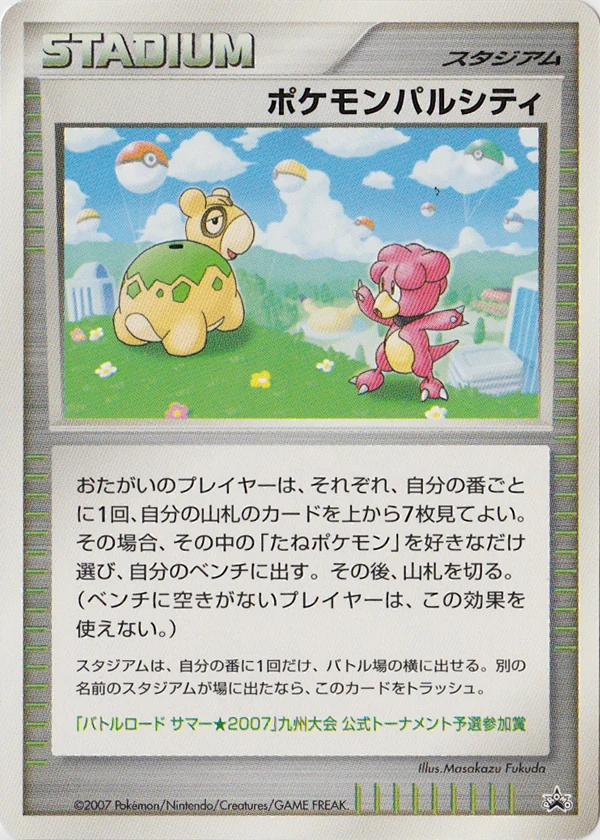 STADIUM
スタジアム
ポケモンパルシティ
おたがいのプレイヤーは、それぞれ、自分の番ごと
に1回、自分の山札のカードを上から7枚見てよい。
その場合、その中の「たねポケモン」を好きなだけ
選び、自分のベンチに出す。その後、山札を切る。
（ベンチに空きがないプレイヤーは、この効果を
使えない。）
スタジアムは、自分の番に1回だけ、バトル場の横に出せる。別の
名前のスタジアムが場に出たなら、このカードをトラッシュ。
「バトルロード サマー★2007」九州大会 公式トーナメント予選参加賞
Illus.Masakazu Fukuda
©2007 Pokémon/Nintendo/Creatures/GAME FREAK.